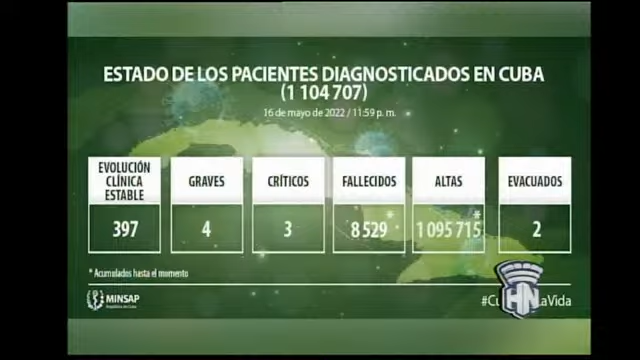 ESTADO DE LOS PACIENTES DIAGNOSTICADOS EN CUBA
(1 104 707)
16 de mayo de 2022 / 11:59 p. m.
EVOLUCIÓN
CLÍNICA
ESTABLE
397
GRAVES
4
CRÍTICOS
3
FALLECIDOS
8 529 *
ALTAS
1 095 715 *
EVACUADOS
2
* Acumulados hasta el momento
MINSAP
#Cu
HN
LaVida